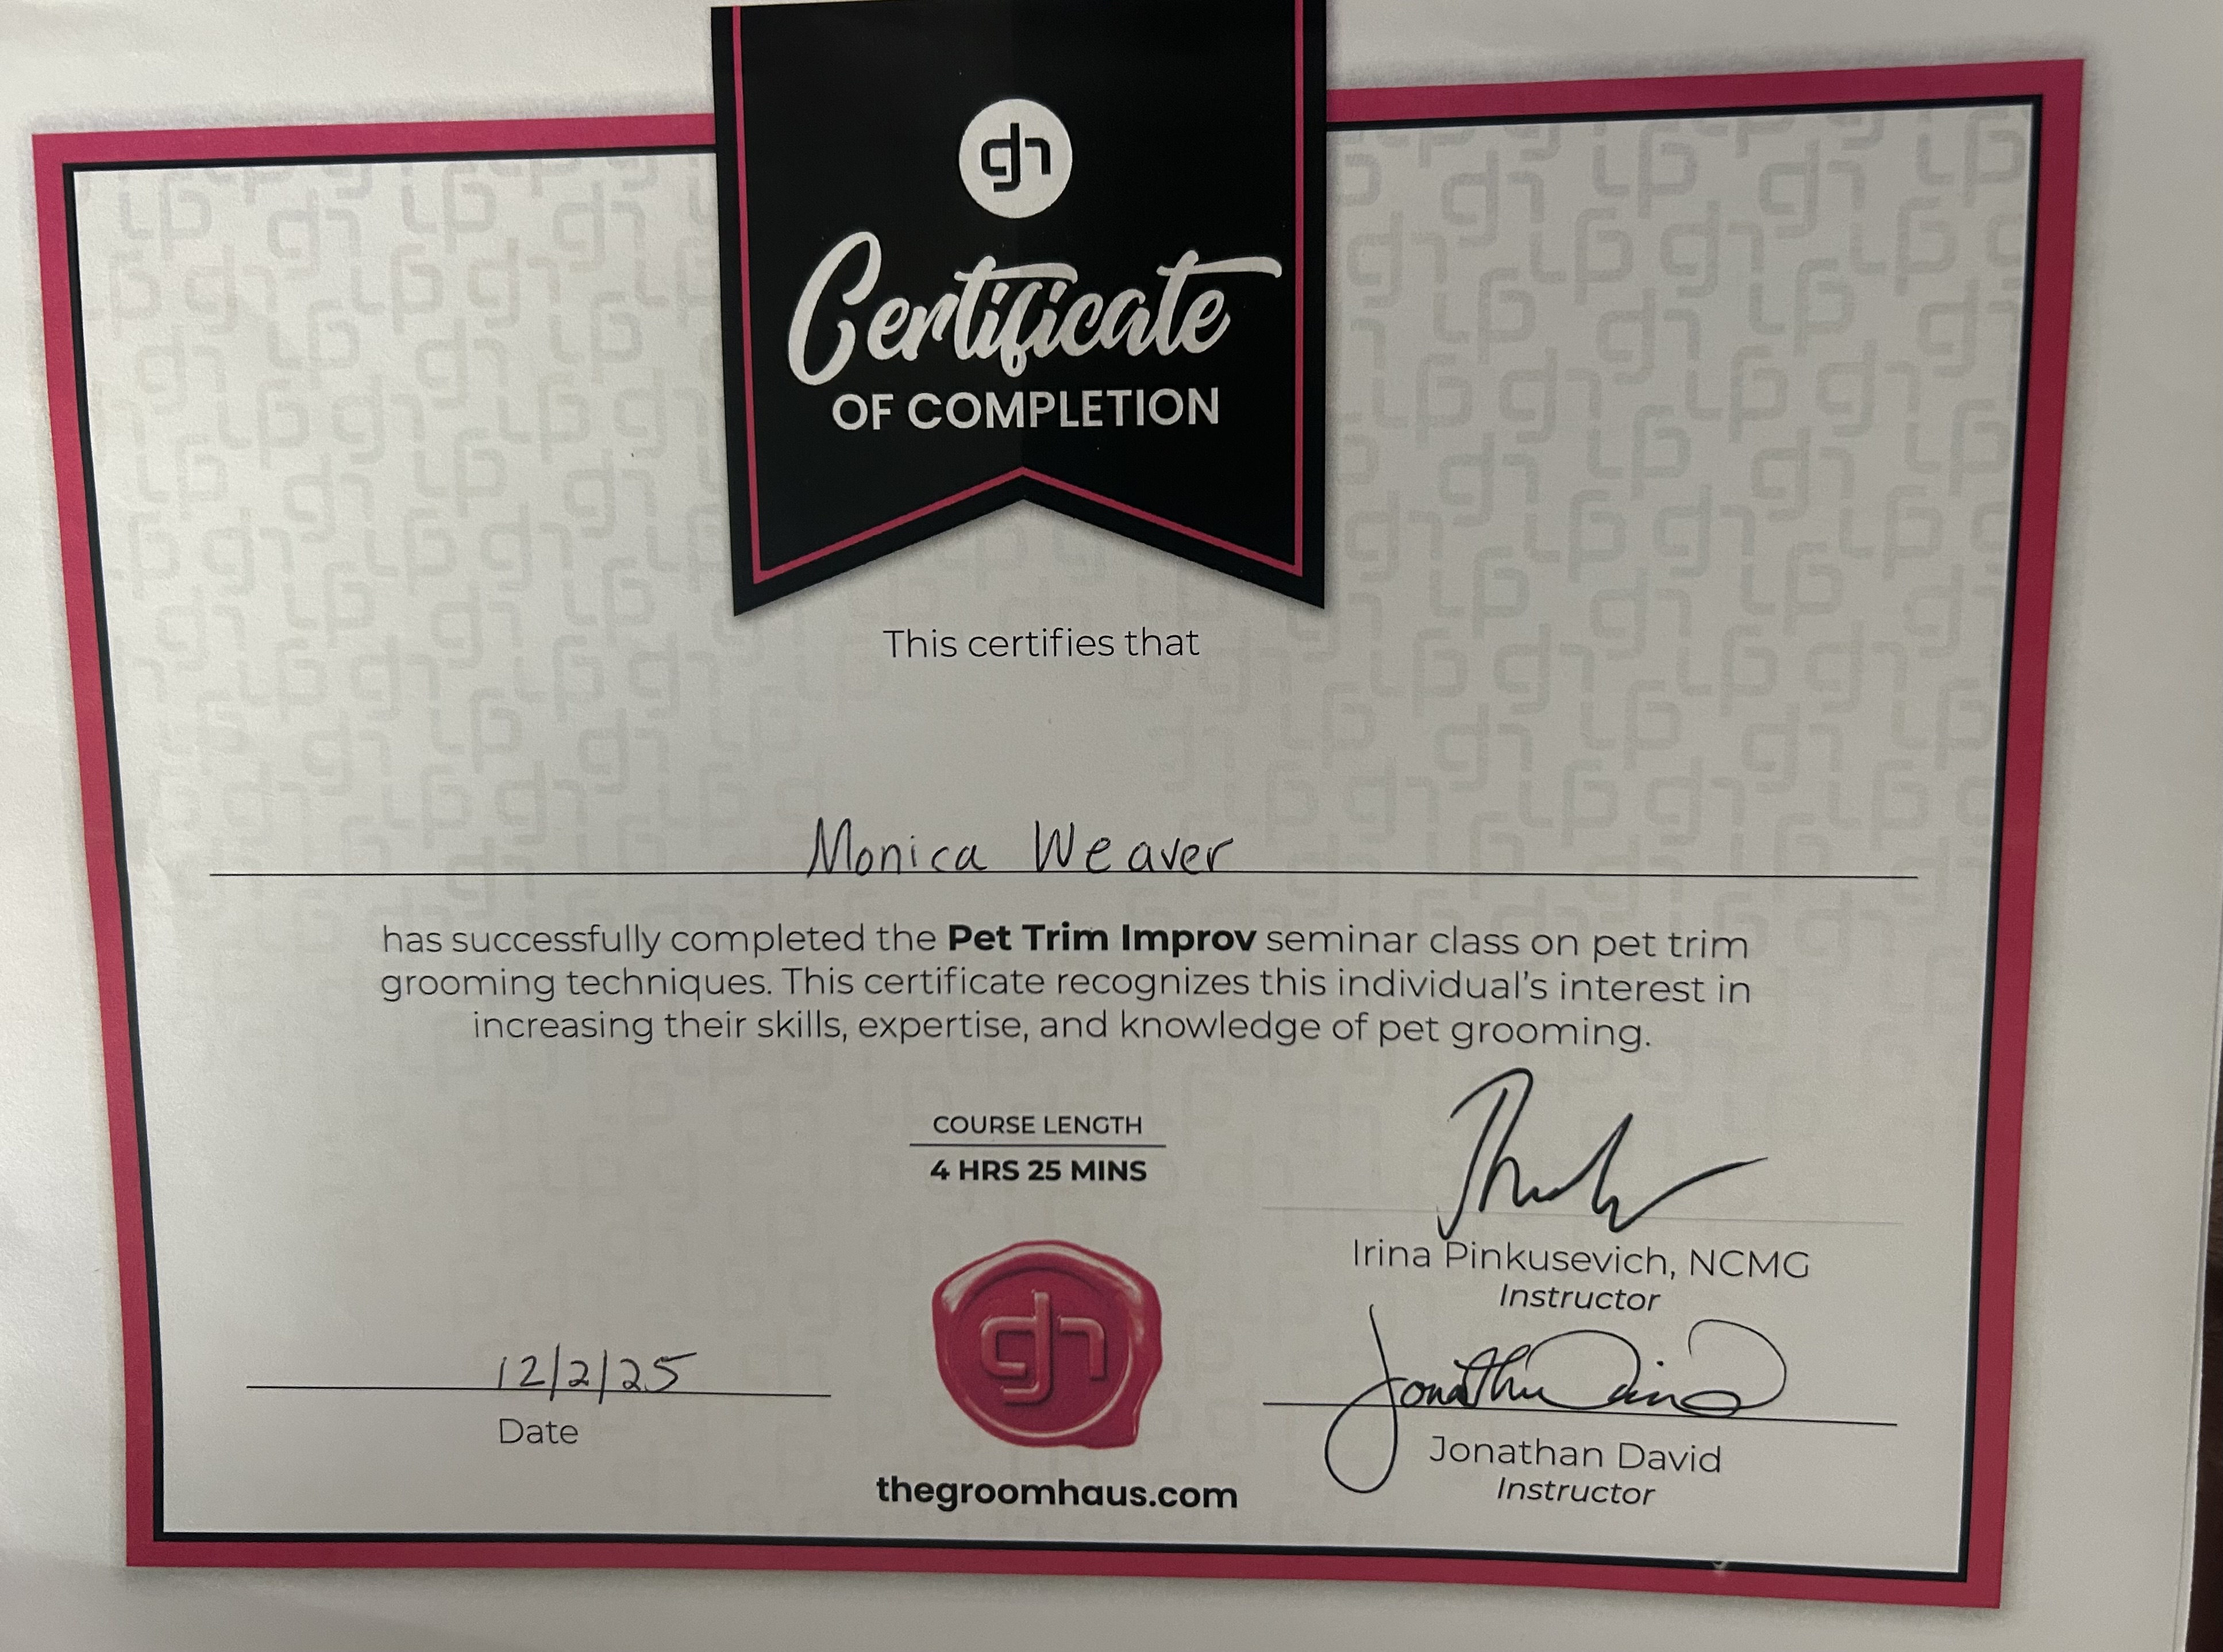 gh
Certificate
OF COMPLETION
This certifies that
Monica Weaver
has successfully completed the Pet Trim Improv seminar class on pet trim
grooming techniques. This certificate recognizes this individual's interest in
increasing their skills, expertise, and knowledge of pet grooming.
COURSE LENGTH
4 HRS 25 MINS
Irina Pinkusevich, NCMG
Instructor
gh
12/2/25
Date
Jonathan David
Jonathan David
Instructor
thegroomhaus.com